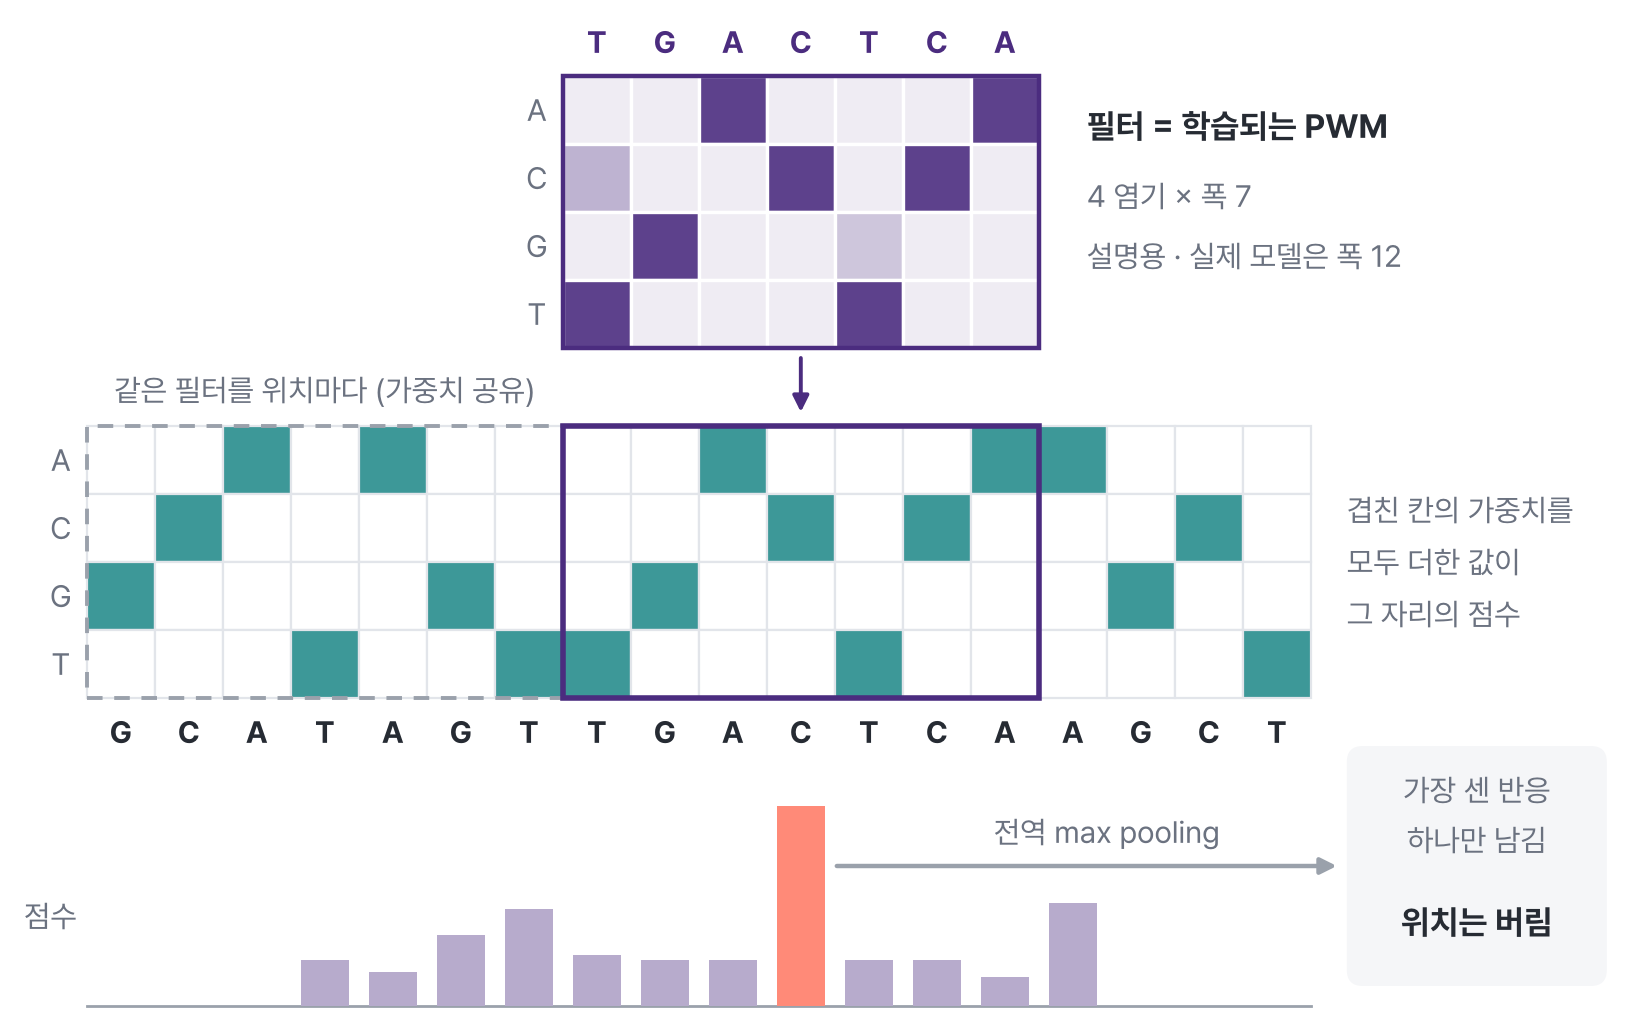 T G A C T C A
A
C
G
T
필터 = 학습되는 PWM
4 염기 × 폭 7
설명용 · 실제 모델은 폭 12
같은 필터를 위치마다 (가중치 공유)
A
C
G
T
겹친 칸의 가중치를
모두 더한 값이
그 자리의 점수
G C A T A G T T G A C T C A A G C T
점수
전역 max pooling
가장 센 반응
하나만 남김
위치는 버림